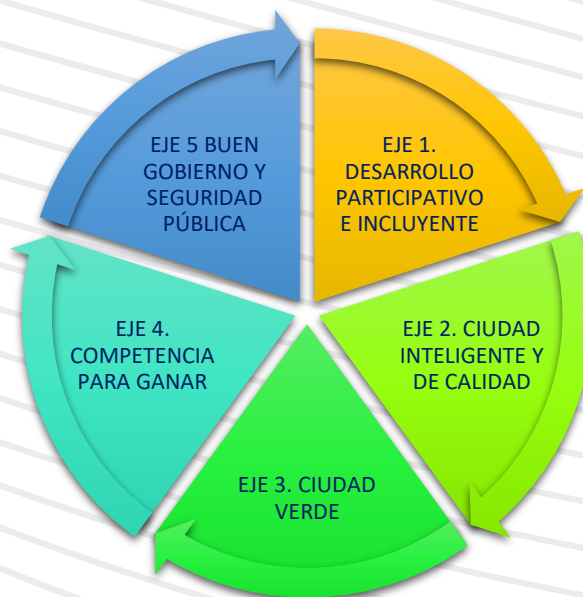 EJE 1.
DESARROLLO
PARTICIPATIVO
E INCLUYENTE
EJE 2. CIUDAD
INTELIGENTE Y
DE CALIDAD
EJE 3. CIUDAD
VERDE
EJE 4.
COMPETENCIA
PARA GANAR
EJE 5 BUEN
GOBIERNO Y
SEGURIDAD
PÚBLICA